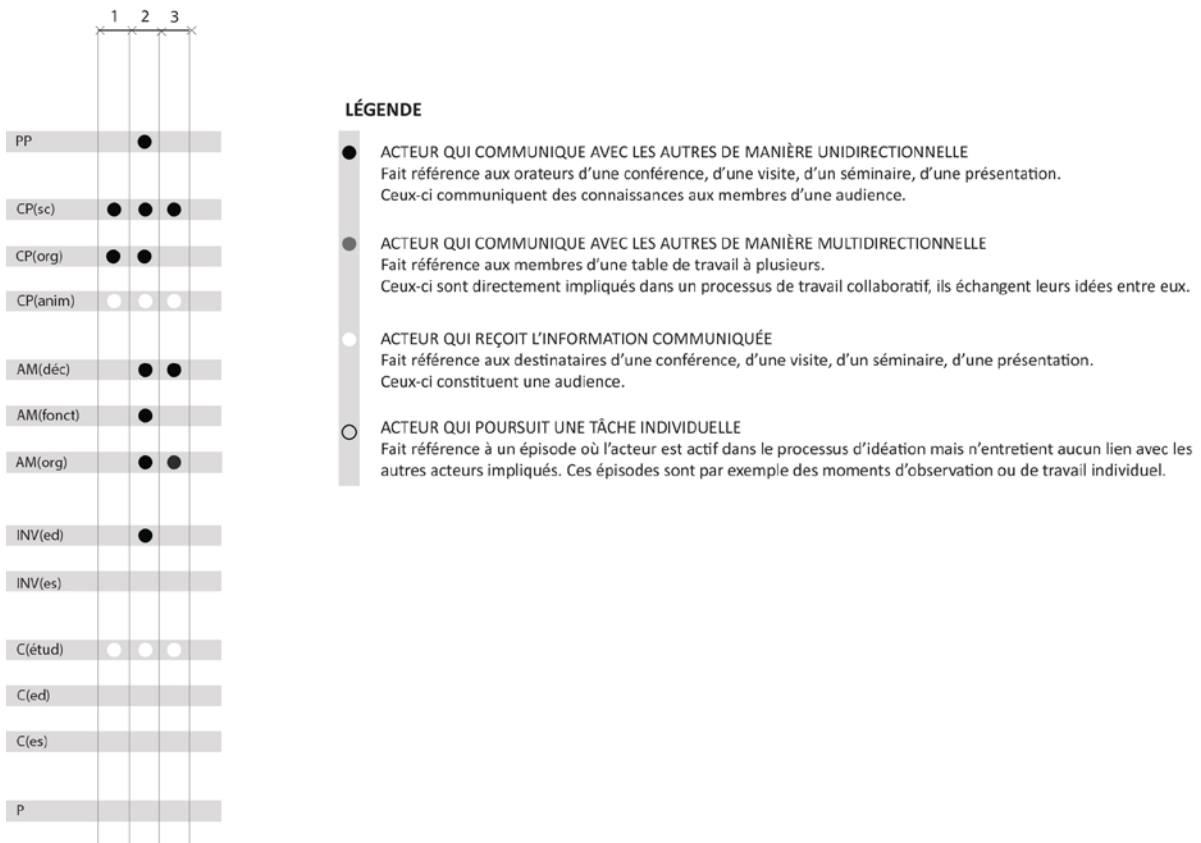 1 2 3
PP
CP(sc)
CP(org)
CP(anim)
AM(déc)
AM(fonct)
AM(org)
INV(ed)
INV(es)
C(étud)
C(ed)
C(es)
P
LÉGENDE
ACTEUR QUI COMMUNIQUE AVEC LES AUTRES DE MANIÈRE UNIDIRECTIONNELLE
Fait référence aux orateurs d’une conférence, d’une visite, d’un séminaire, d’une présentation.
Ceux-ci communiquent des connaissances aux membres d’une audience.
ACTEUR QUI COMMUNIQUE AVEC LES AUTRES DE MANIÈRE MULTIDIRECTIONNELLE
Fait référence aux membres d’une table de travail à plusieurs.
Ceux-ci sont directement impliqués dans un processus de travail collaboratif, ils échangent leurs idées entre eux.
ACTEUR QUI REÇOIT L’INFORMATION COMMUNIQUÉE
Fait référence aux destinataires d’une conférence, d’une visite, d’un séminaire, d’une présentation.
Ceux-ci constituent une audience.
ACTEUR QUI POURSUIT UNE TÂCHE INDIVIDUELLE
Fait référence à un épisode où l’acteur est actif dans le processus d’idéation mais n’entretient aucun lien avec les
autres acteurs impliqués. Ces épisodes sont par exemple des moments d’observation ou de travail individuel.